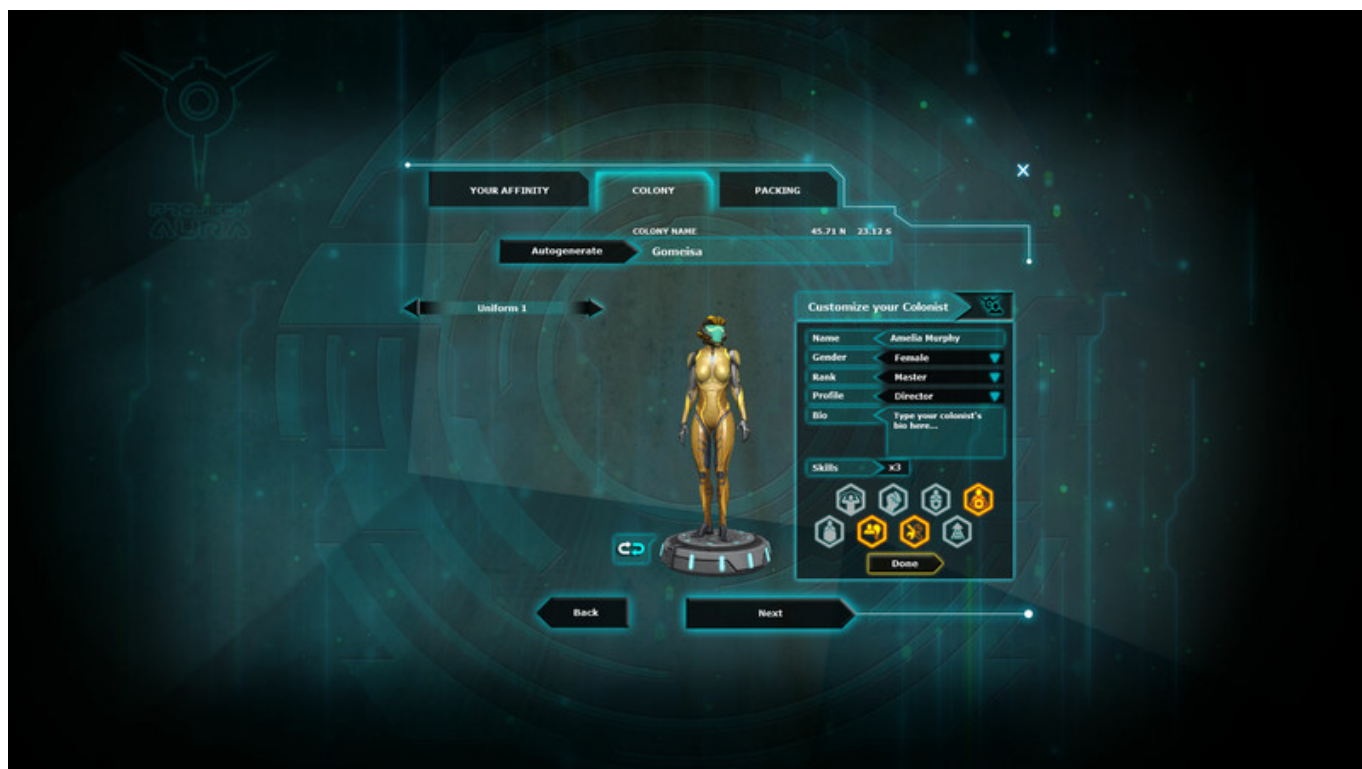 PROJECT
AURA
YOUR AFFINITY
COLONY
PACKING
COLONY NAME
45.71 N 23.12 S
Autogenerate
Gomeisa
Uniform 1
Customize your Colonist
Name Amelia Murphy
Gender Female
Rank Master
Profile Director
Bio Type your colonist's
bio here...
Skills x3
Done
Back
Next